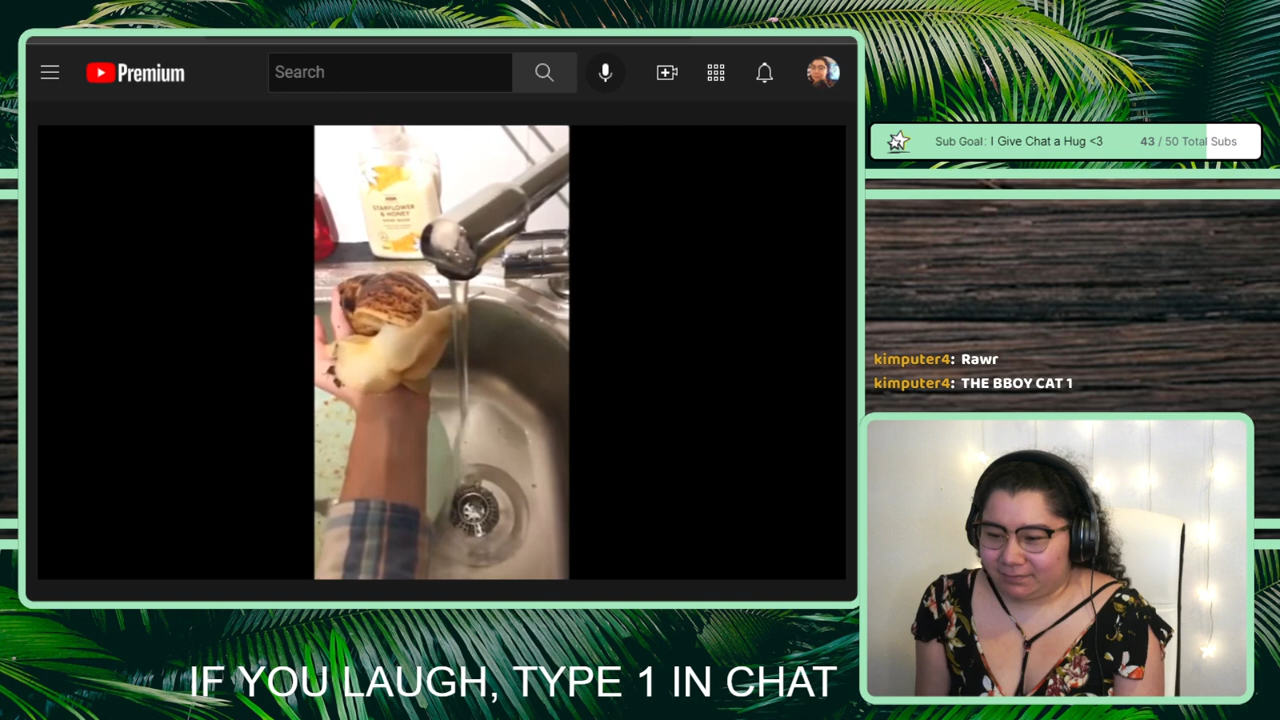 Premium
Search
STARFLOWER
& HONEY
Sub Goal: I Give Chat a Hug <3 43 / 50 Total Subs
kimputer4: Rawr
kimputer4: THE BBOY CAT 1
IF YOU LAUGH, TYPE 1 IN CHAT